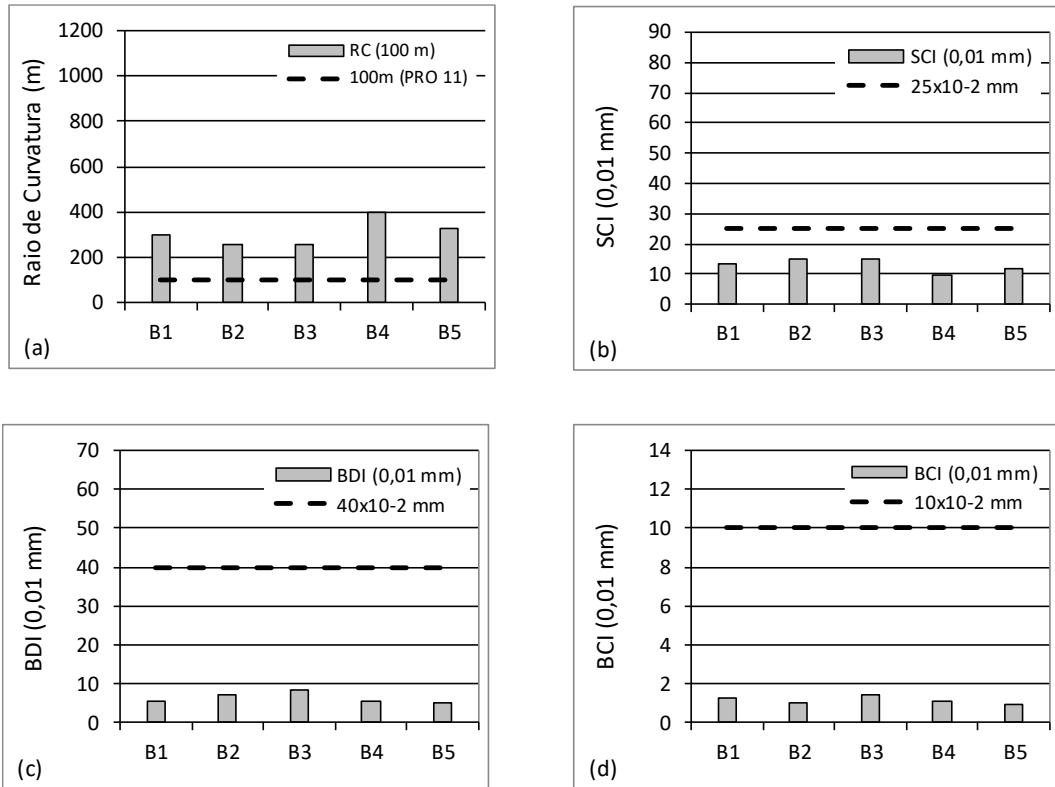 Raio de Curvatura (m)
1200
1000
800
600
400
200
0
RC (100 m)
100m (PRO 11)
B1 B2 B3 B4 B5
(a)
SCI (0,01 mm)
90
80
70
60
50
40
30
20
10
0
SCI (0,01 mm)
25x10-2 mm
B1 B2 B3 B4 B5
(b)
BDI (0,01 mm)
70
60
50
40
30
20
10
0
BDI (0,01 mm)
40x10-2 mm
B1 B2 B3 B4 B5
(c)
BCI (0,01 mm)
14
12
10
8
6
4
2
0
BCI (0,01 mm)
10x10-2 mm
B1 B2 B3 B4 B5
(d)